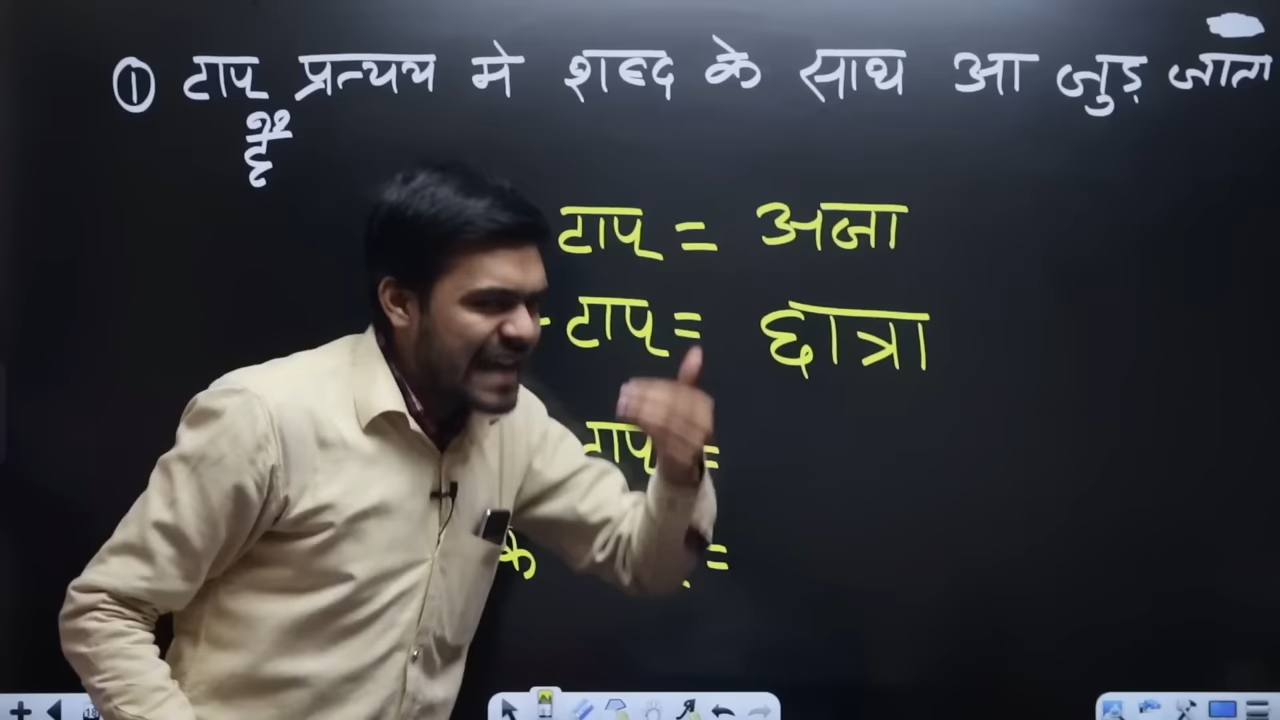 ① टाप् प्रत्यय मे शब्द के साथ आ जुड़ जाता
है
टाप् = अजा
- टाप् = छात्रा
टाप् =
क =